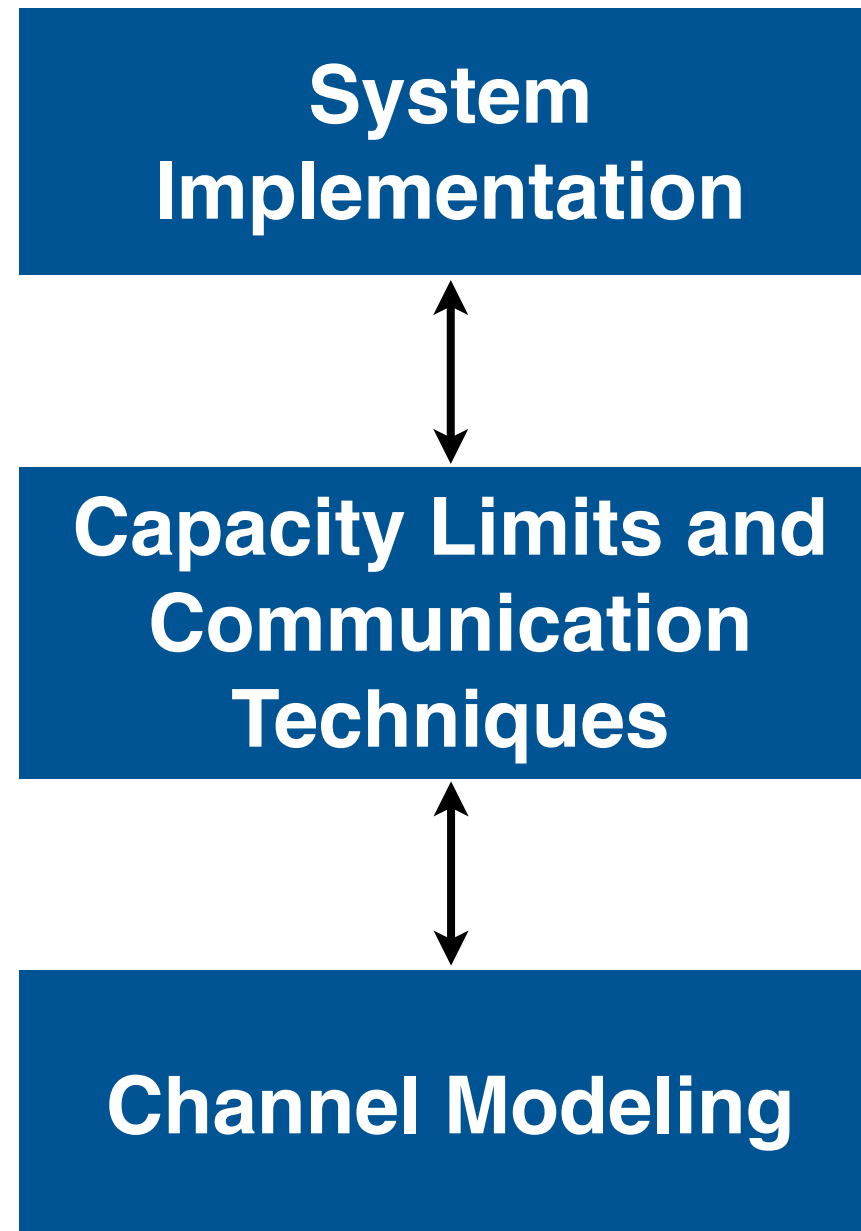 System
Implementation
Capacity Limits and
Communication
Techniques
Channel Modeling